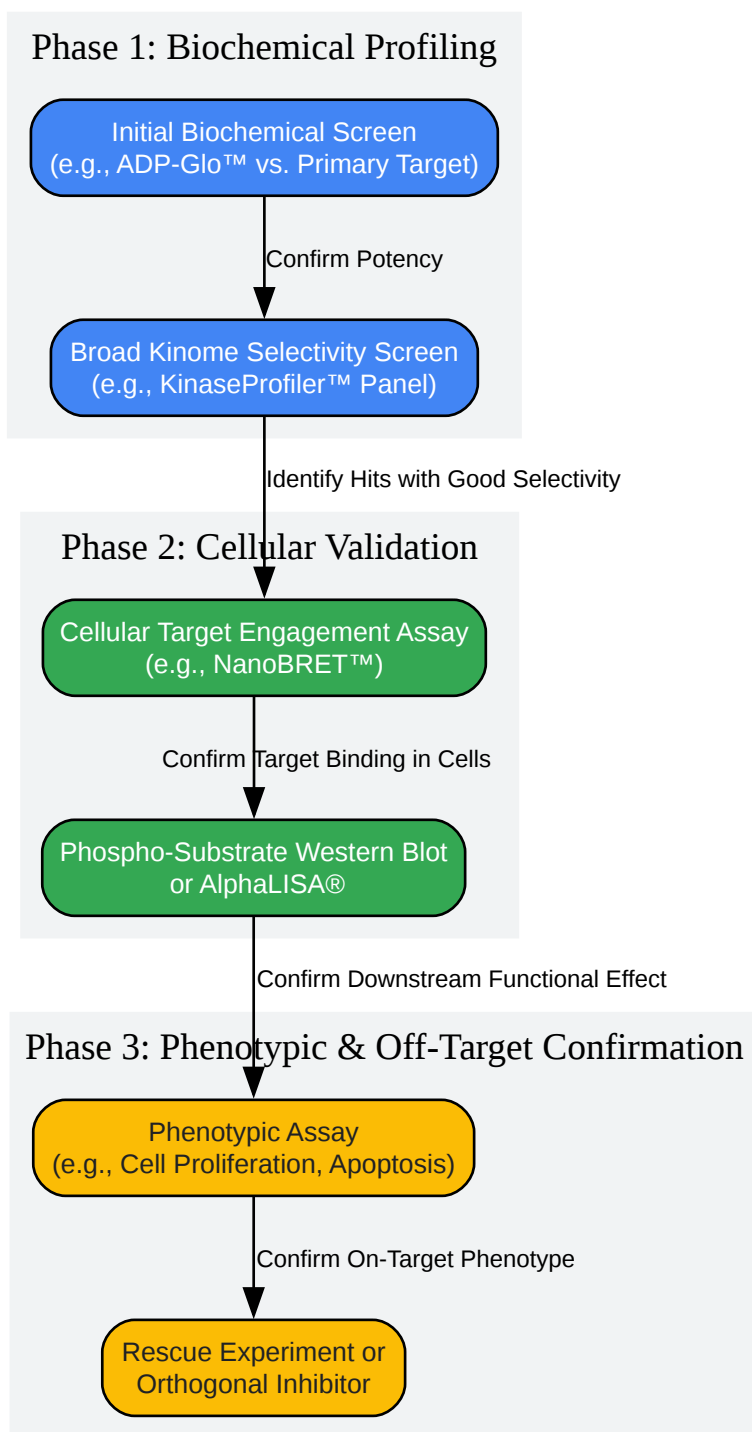 Phase 1: Biochemical Profiling
Initial Biochemical Screen
(e.g., ADP-Glo™ vs. Primary Target)
Confirm Potency
Broad Kinome Selectivity Screen
(e.g., KinaseProfiler™ Panel)
Identify Hits with Good Selectivity
Phase 2: Cellular Validation
Cellular Target Engagement Assay
(e.g., NanoBRET™)
Confirm Target Binding in Cells
Phospho-Substrate Western Blot
or AlphaLISA®
Confirm Downstream Functional Effect
Phase 3: Phenotypic & Off-Target Confirmation
Phenotypic Assay
(e.g., Cell Proliferation, Apoptosis)
Confirm On-Target Phenotype
Rescue Experiment or
Orthogonal Inhibitor